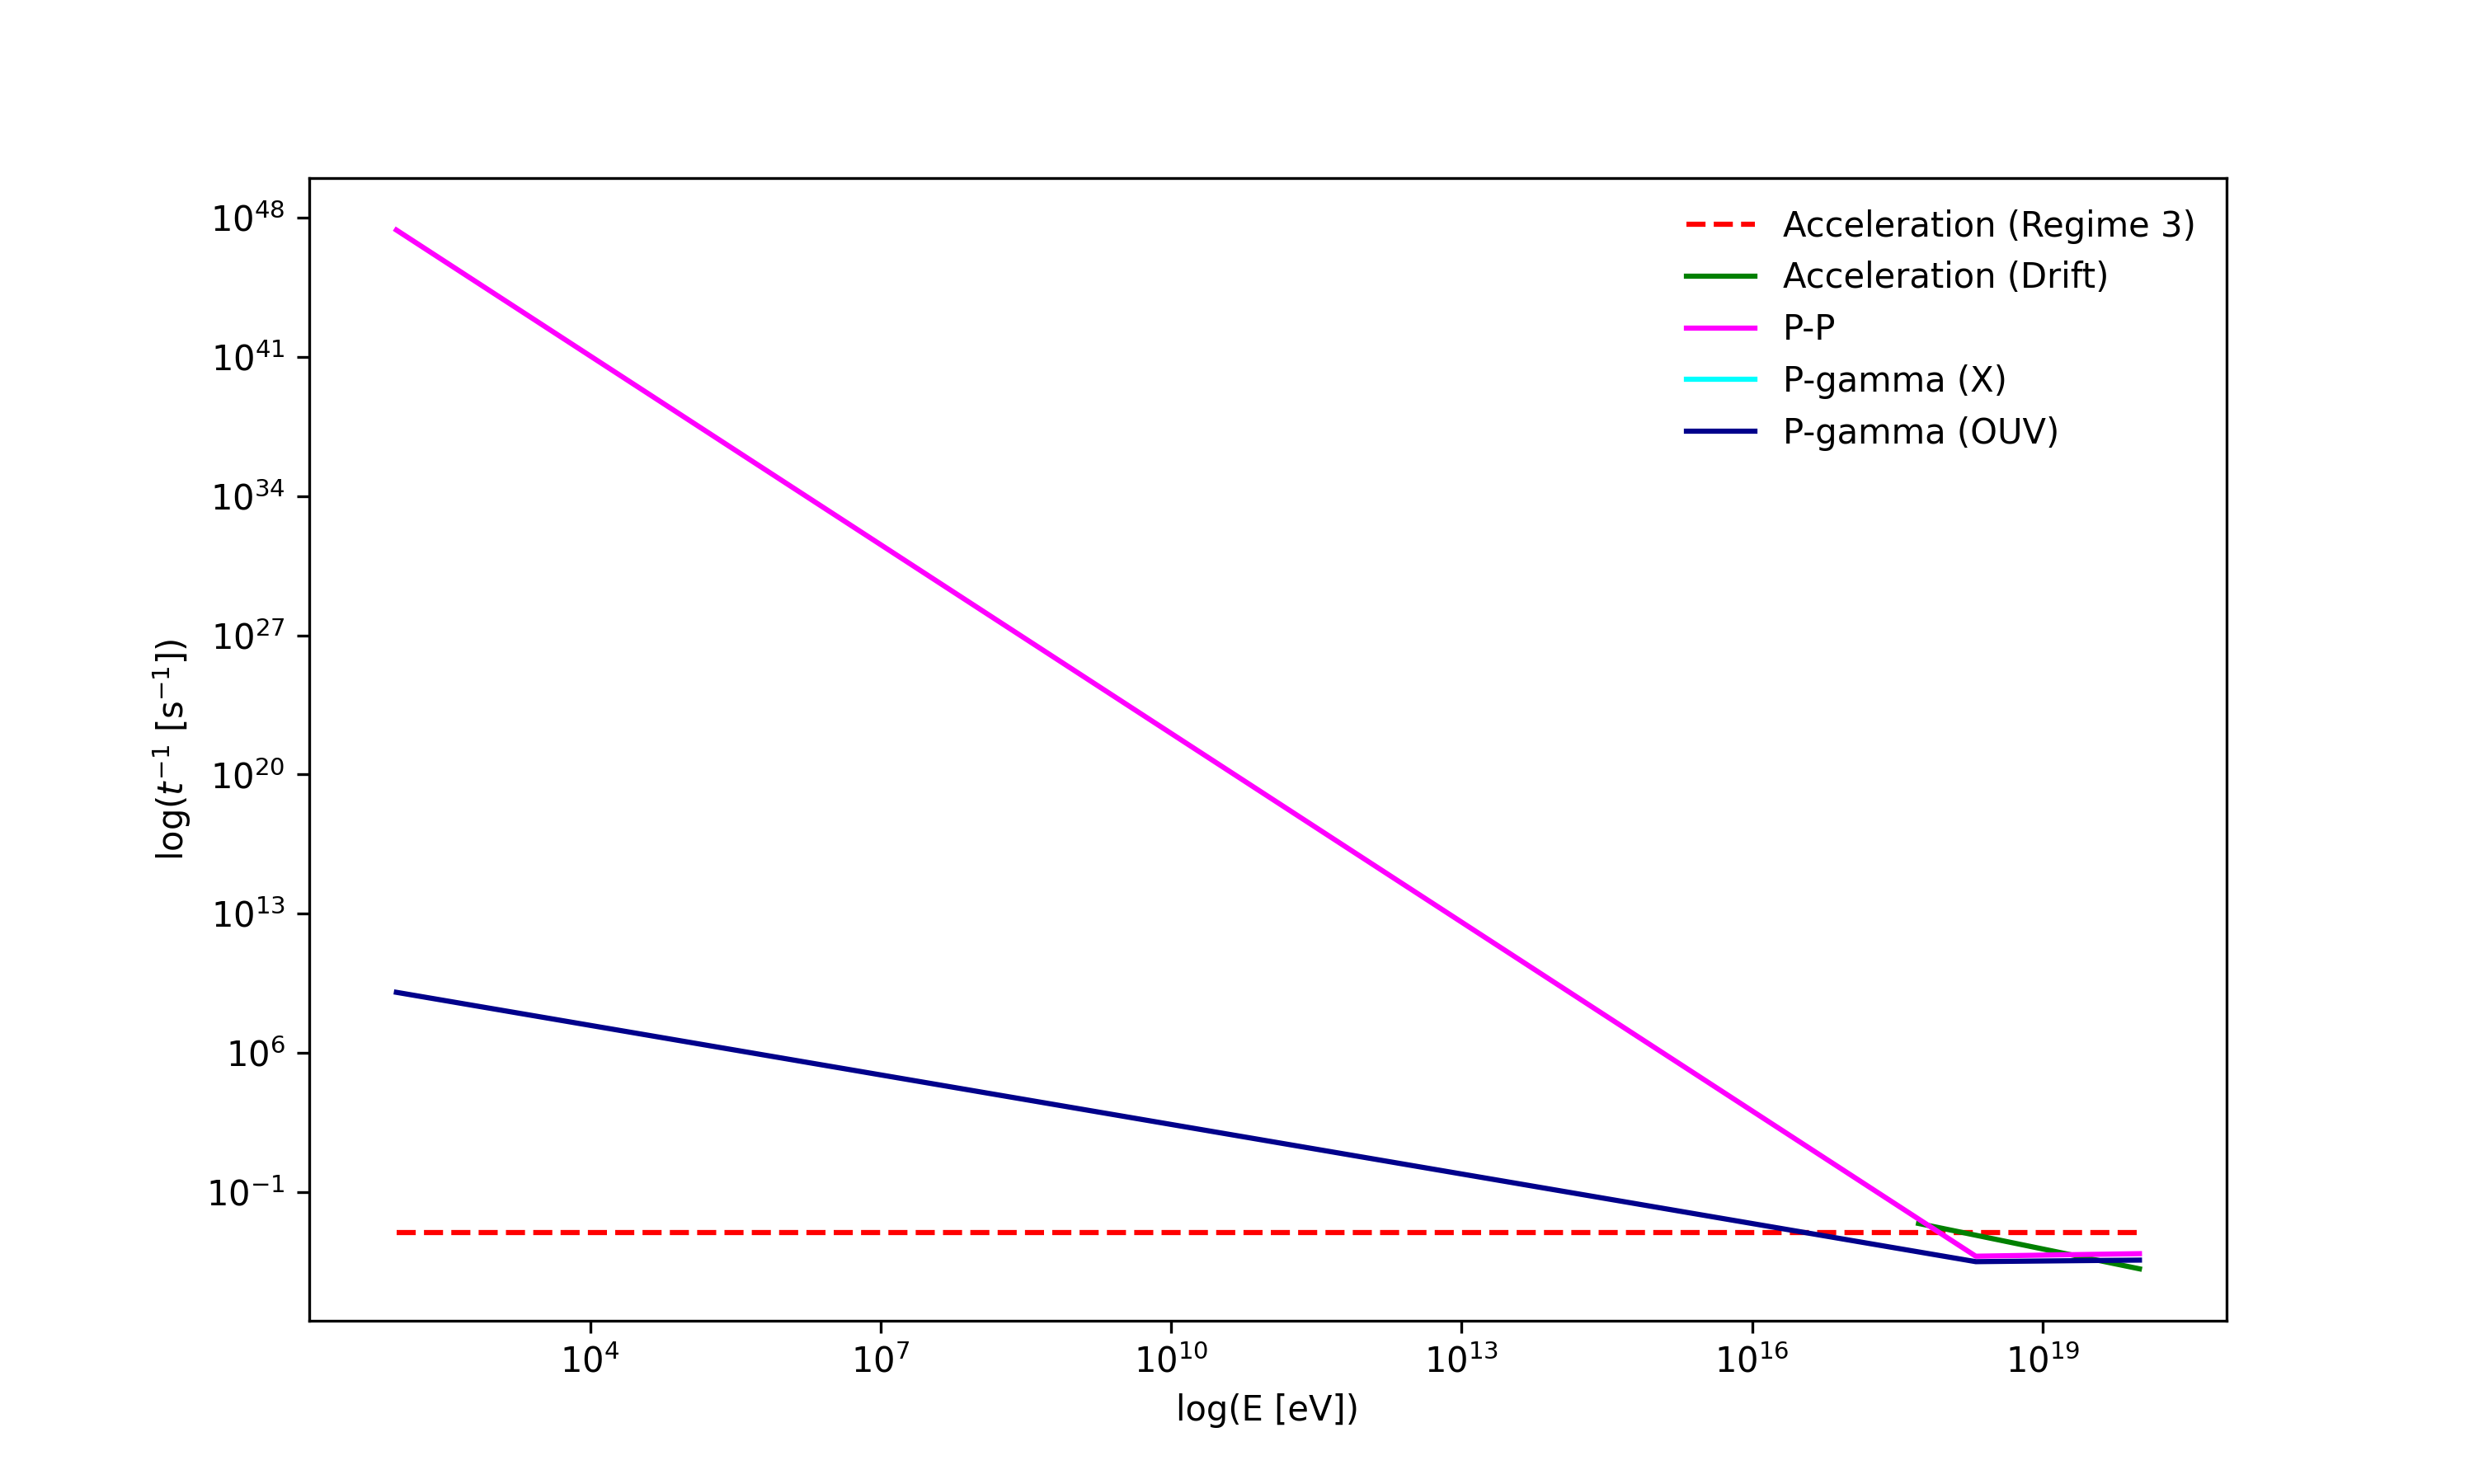 10^48
10^41
10^34
10^27
10^20
10^13
10^6
10^−1
log(t^−1 [s^−1])
Acceleration (Regime 3)
Acceleration (Drift)
P-P
P-gamma (X)
P-gamma (OUV)
10^4 10^7 10^10 10^13 10^16 10^19
log(E [eV])